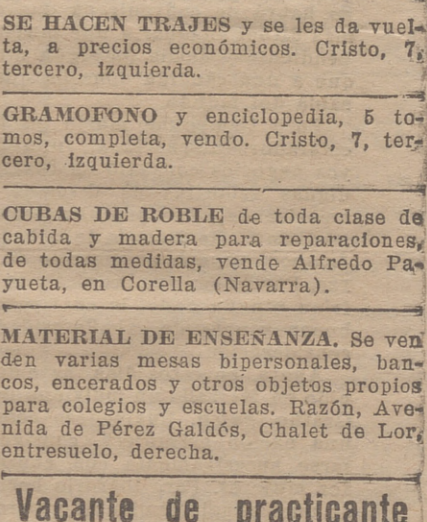 SE HACEN TRAJES y se les da vuel-
ta, a precios económicos. Cristo, 7,
tercero, izquierda.
GRAMOFONO y enciclopedia, 5 to-
mos, completa, vendo. Cristo, 7, ter-
cero, izquierda.
CUBAS DE ROBLE de toda clase de
cabida y madera para reparaciones,
de todas medidas, vende Alfredo Pa-
yueta, en Corella (Navarra).
MATERIAL DE ENSEÑANZA. Se ven
den varias mesas bipersonales, ban-
cos, encerados y otros objetos propios
para colegios y escuelas. Razón, Ave-
nida de Pérez Galdós, Chalet de Lor,
entresuelo, derecha.
Vacante de practicante